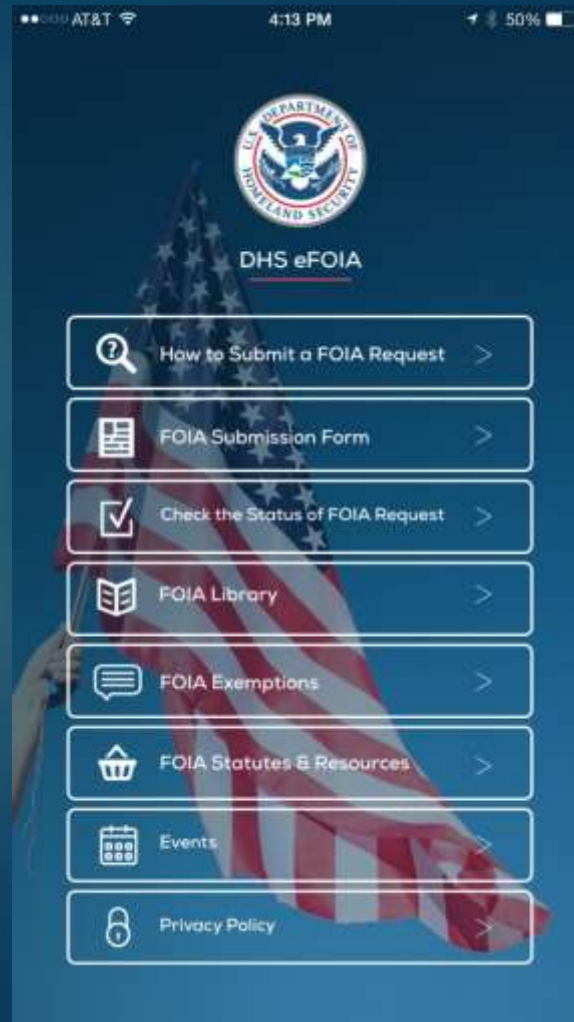 AT&T 4:13 PM 50%
U.S. DEPARTMENT OF
HOMELAND SECURITY
DHS eFOIA
How to Submit a FOIA Request >
FOIA Submission Form >
Check the Status of FOIA Request >
FOIA Library >
FOIA Exemptions >
FOIA Statutes & Resources >
Events >
Privacy Policy >